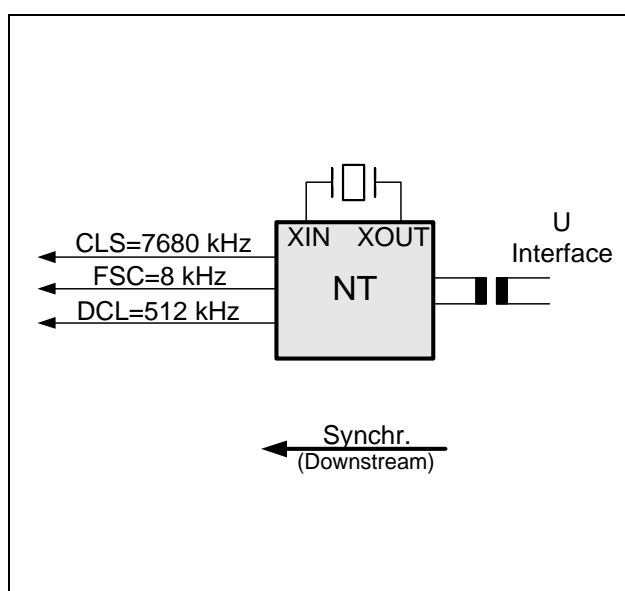 XIN XOUT
CLS=7680 kHz
FSC=8 kHz
DCL=512 kHz
NT
U
Interface
Synchr.
(Downstream)